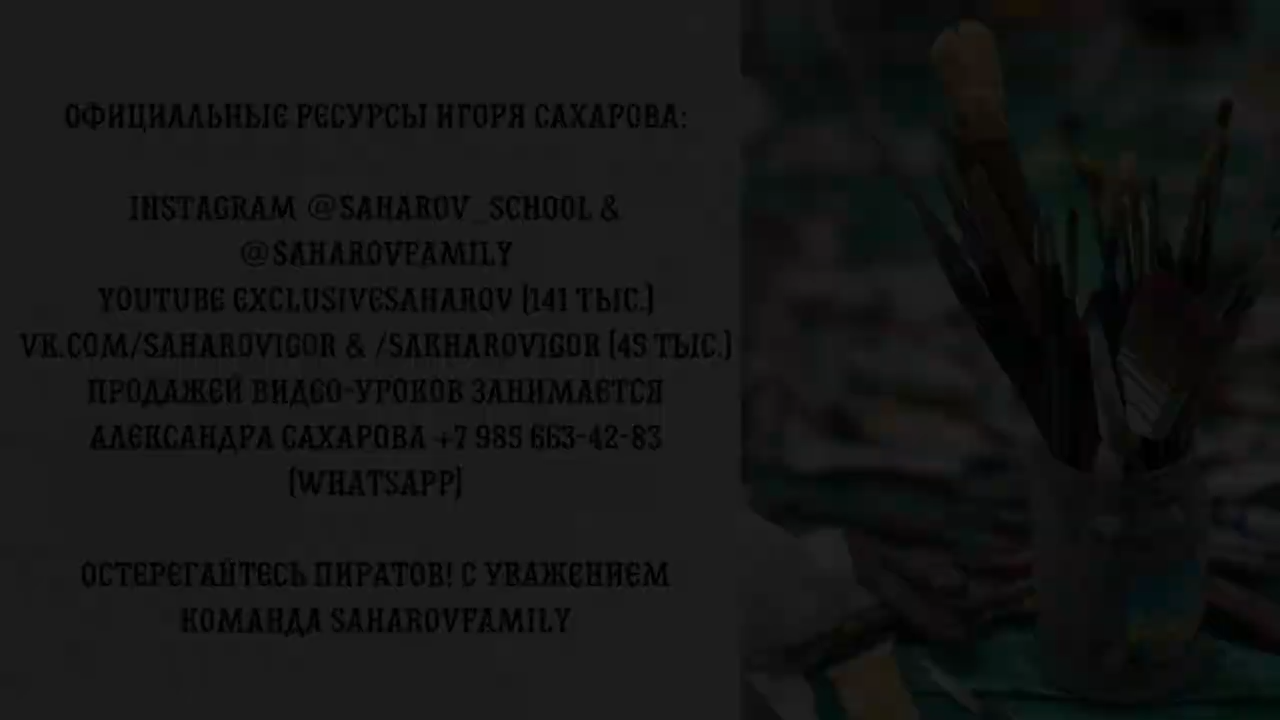 ОФИЦИАЛЬНЫЕ РЕСУРСЫ ИГОРЯ САХАРОВА:
INSTAGRAM @SAHAROV_SCHOOL &
@SAHAROVFAMILY
YOUTUBE EXCLUSIVESAHAROV (141 ТЫС.)
VK.COM/SAHAROVIGOR & /SAKHAROVIGOR (45 ТЫС.)
ПРОДАЖЕЙ ВИДЕО-УРОКОВ ЗАНИМАЕТСЯ
АЛЕКСАНДРА САХАРОВА +7 985 663-42-83
(WHATSAPP)
ОСТЕРЕГАЙТЕСЬ ПИРАТОВ! С УВАЖЕНИЕМ
КОМАНДА SAHAROVFAMILY